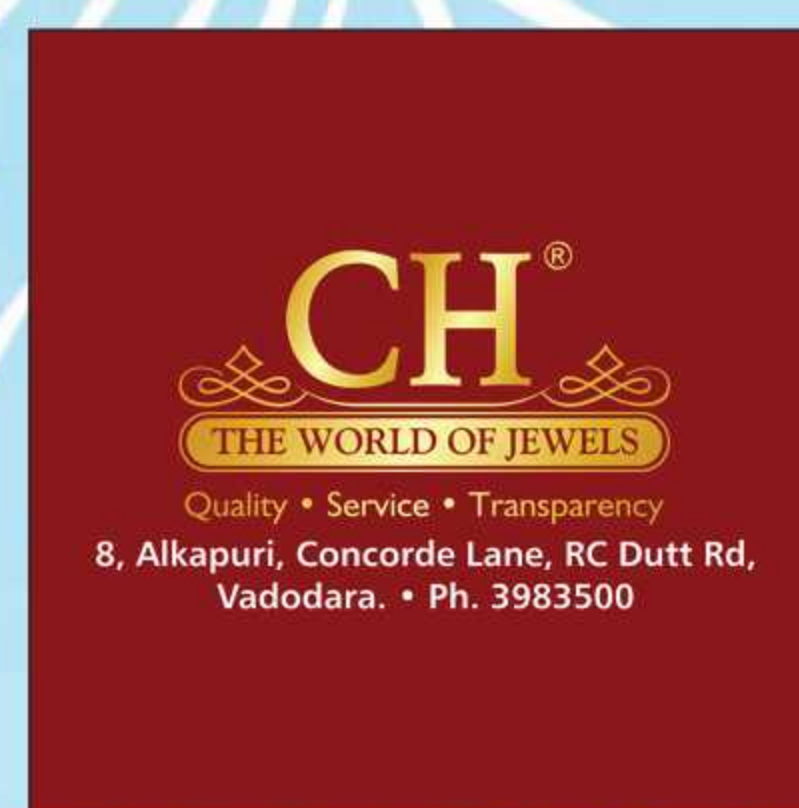 CH®
THE WORLD OF JEWELS
Quality • Service • Transparency
8, Alkapuri, Concorde Lane, RC Dutt Rd,
Vadodara. • Ph. 3983500